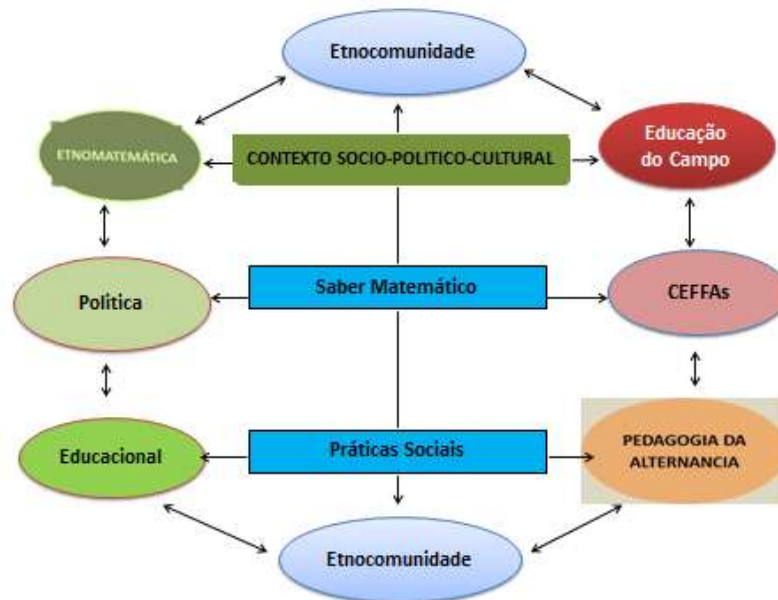 Etnocomunidade
ETNOMATEMÁTICA
CONTEXTO SOCIO-POLITICO-CULTURAL
Educação
do Campo
Política
Saber Matemático
CEFFAs
Educacional
Práticas Sociais
PEDAGOGIA DA
ALTERNANCIA
Etnocomunidade